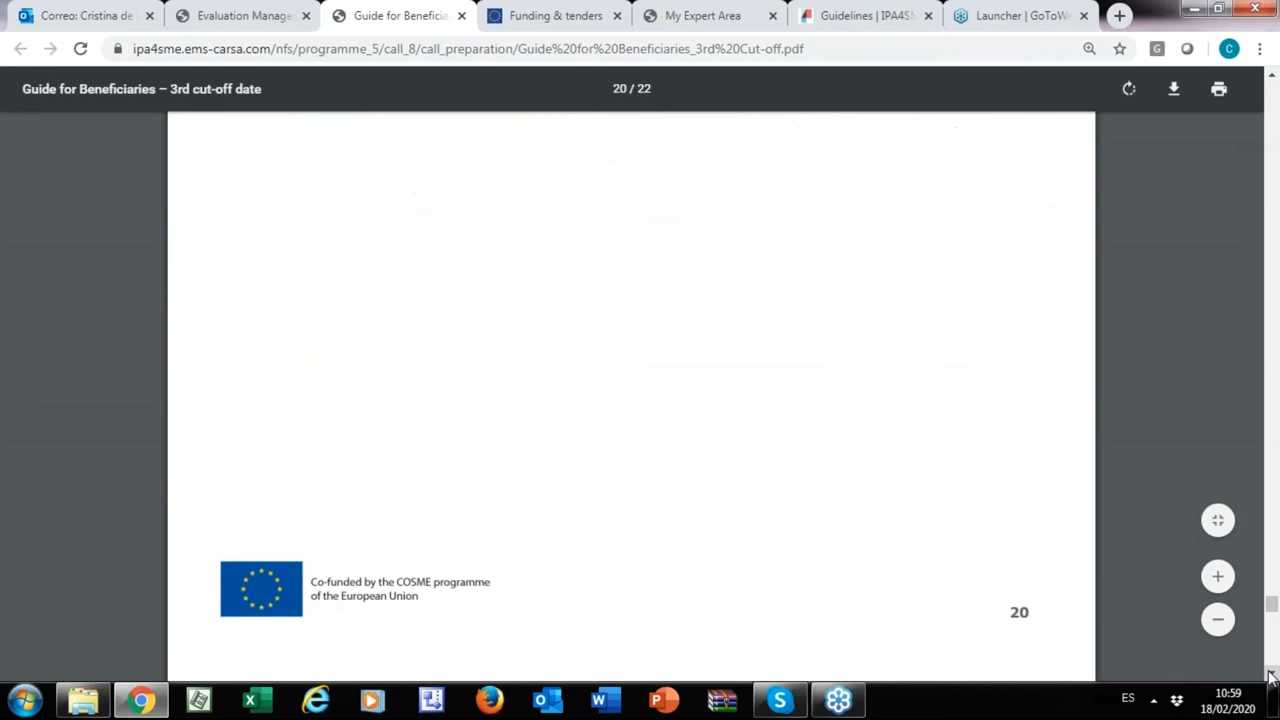 Correo: Cristina de
Evaluation Manage
Guide for Beneficia
Funding & tenders
My Expert Area
Guidelines | IPA4SM
Launcher | GoToW
ipa4sme.ems-carsa.com/nfs/programme_5/call_8/call_preparation/Guide%20for%20Beneficiaries_3rd%20Cut-off.pdf
G
C
Guide for Beneficiaries – 3rd cut-off date
20 / 22
Co-funded by the COSME programme
of the European Union
20
ES
10:59
18/02/2020